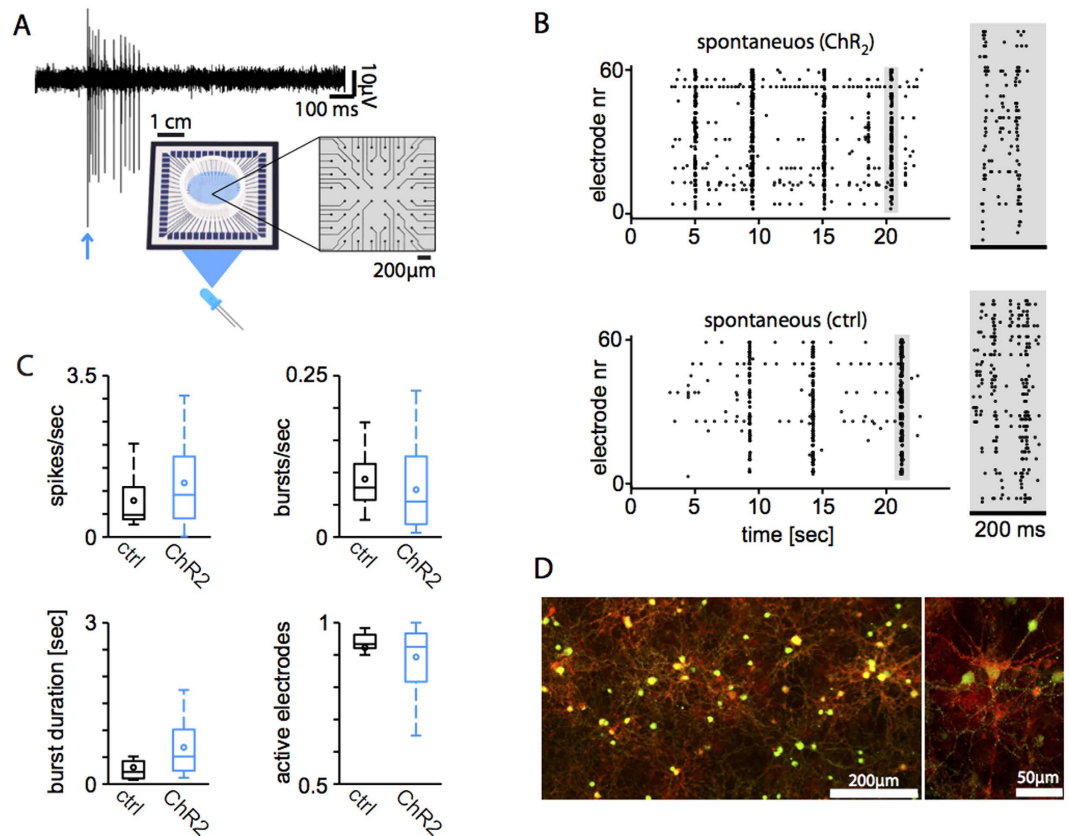 A
10µV
100 ms
1 cm
200µm
B
spontaneuos (ChR2)
60
electrode nr
0
0 5 10 15 20
spontaneous (ctrl)
60
electrode nr
0
0 5 10 15 20
time [sec]
200 ms
C
3.5
spikes/sec
0
ctrl ChR2
0.25
bursts/sec
0
ctrl ChR2
3
burst duration [sec]
0
ctrl ChR2
1
active electrodes
0.5
ctrl ChR2
D
200µm
50µm